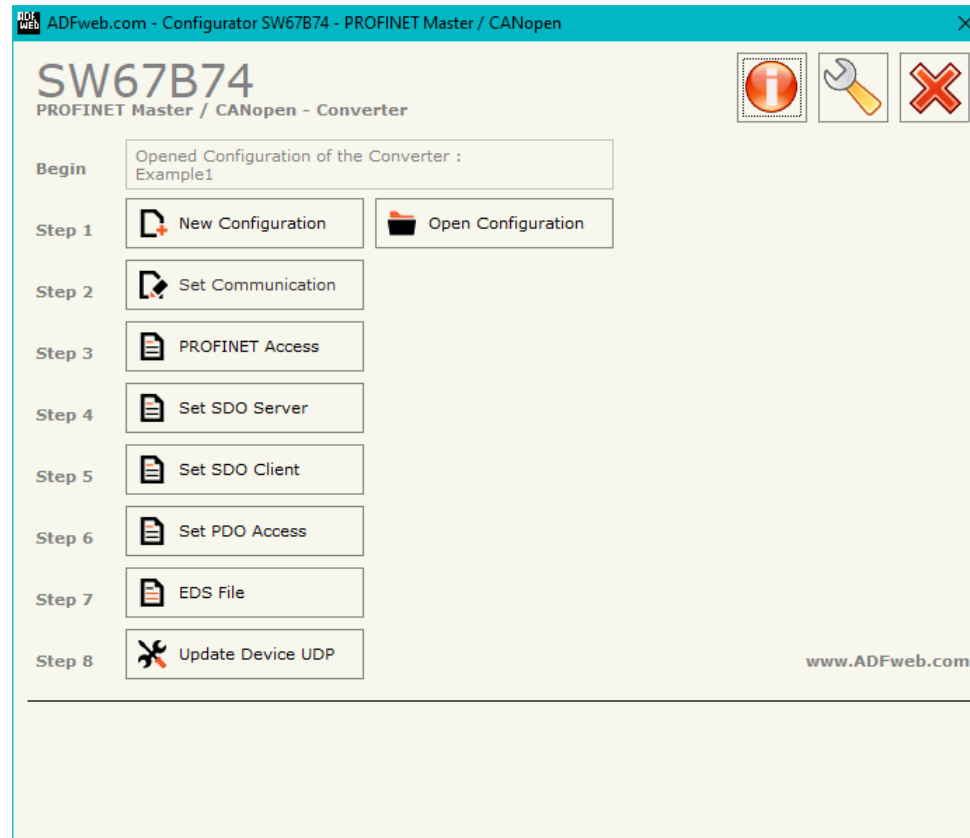 ADF
web
ADFweb.com - Configurator SW67B74 - PROFINET Master / CANopen
SW67B74
PROFINET Master / CANopen - Converter
Begin
Opened Configuration of the Converter :
Example1
Step 1
New Configuration
Open Configuration
Step 2
Set Communication
Step 3
PROFINET Access
Step 4
Set SDO Server
Step 5
Set SDO Client
Step 6
Set PDO Access
Step 7
EDS File
Step 8
Update Device UDP
www.ADFweb.com